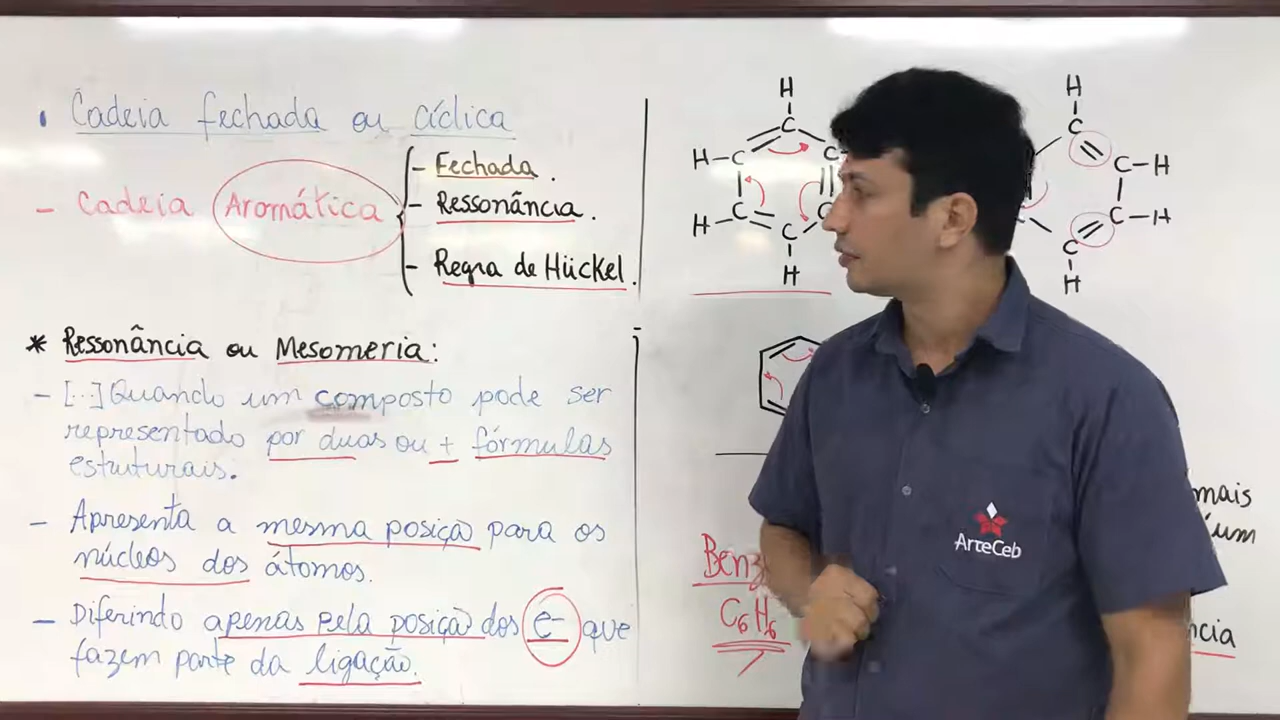 • Cadeia fechada ou cíclica
- Cadeia Aromática
- Fechada.
- Ressonância.
- Regra de Hückel.
* Ressonância ou Mesomeria:
- [...] Quando um composto pode ser
representado por duas ou + fórmulas
estruturais.
- Apresenta a mesma posição para os
núcleos dos átomos.
- Diferindo apenas pela posição dos e- que
fazem parte da ligação.
H
C
H-C C
H-C C
C
H
H
C
C-H
C-H
C
H
C6H6
mais
ArteCeb